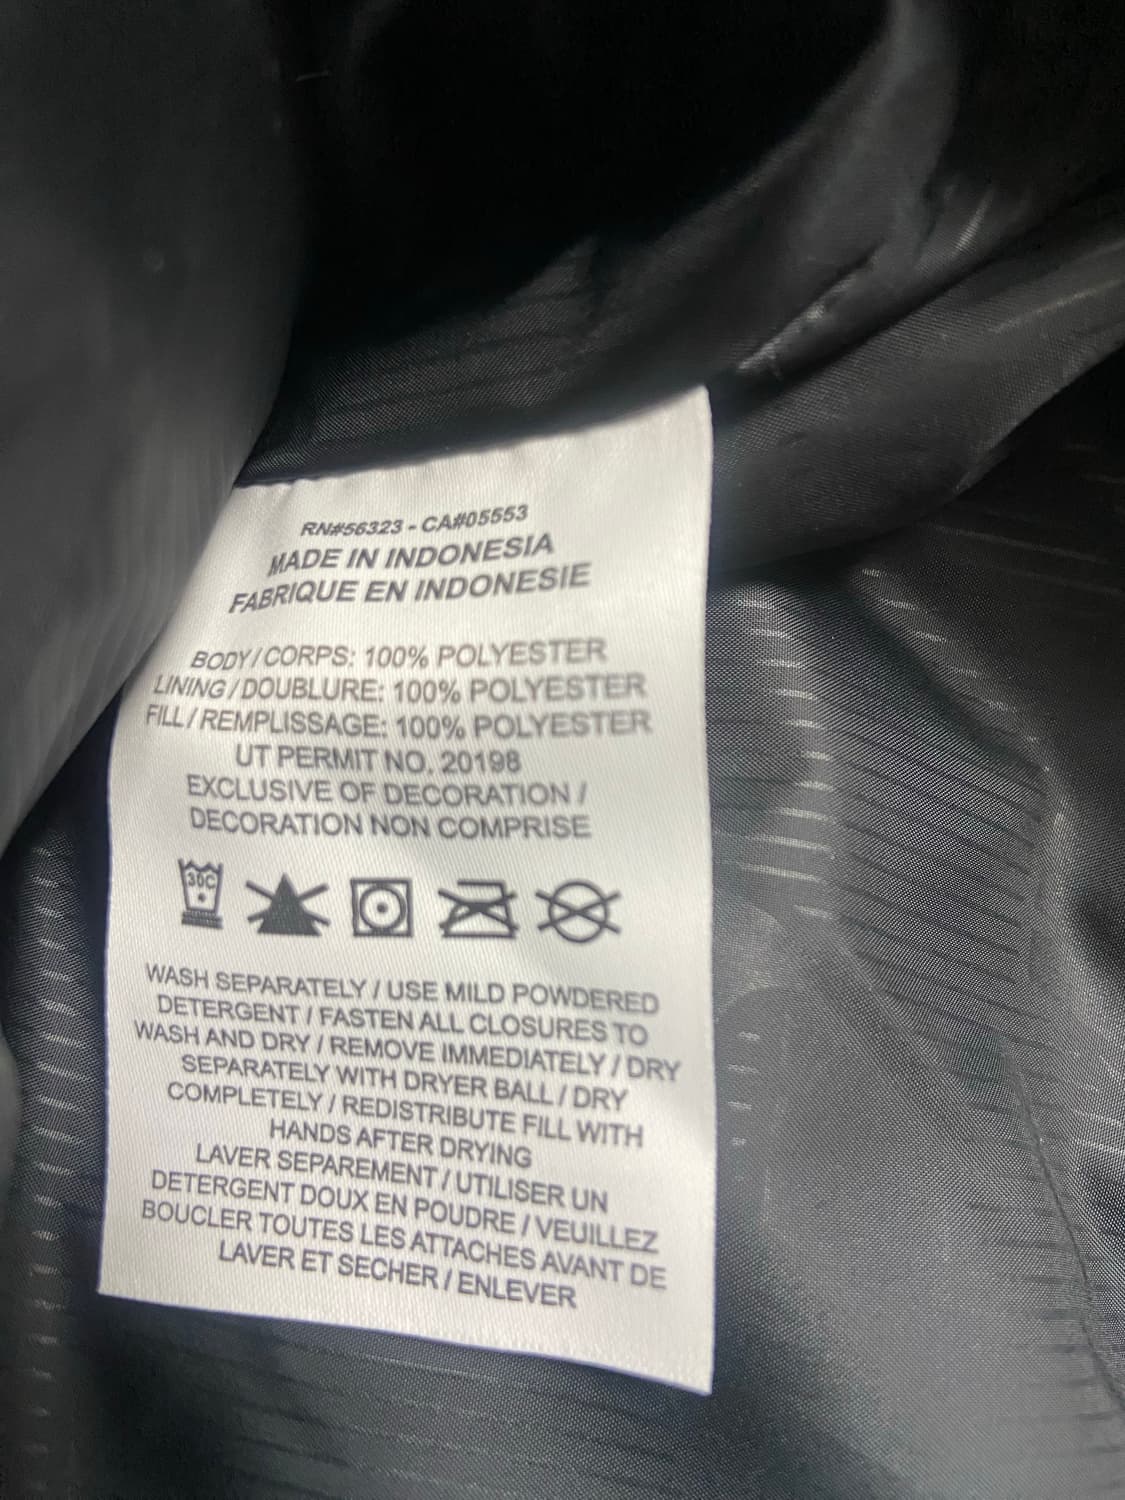 RN#56323 - CA#05553
MADE IN INDONESIA
FABRIQUE EN INDONESIE
BODY / CORPS: 100% POLYESTER
LINING / DOUBLURE: 100% POLYESTER
FILL / REMPLISSAGE: 100% POLYESTER
UT PERMIT NO. 20198
EXCLUSIVE OF DECORATION /
DECORATION NON COMPRISE
30C
WASH SEPARATELY / USE MILD POWDERED
DETERGENT / FASTEN ALL CLOSURES TO
WASH AND DRY / REMOVE IMMEDIATELY / DRY
SEPARATELY WITH DRYER BALL / DRY
COMPLETELY / REDISTRIBUTE FILL WITH
HANDS AFTER DRYING
LAVER SEPAREMENT / UTILISER UN
DETERGENT DOUX EN POUDRE / VEUILLEZ
BOUCLER TOUTES LES ATTACHES AVANT DE
LAVER ET SECHER / ENLEVER